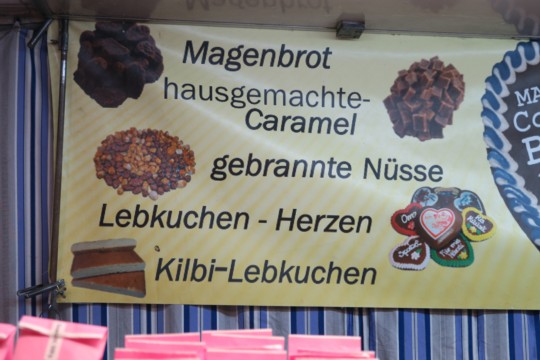 Magenbrot
hausgemachte-
Caramel
gebrannte Nüsse
Lebkuchen - Herzen
Kilbi-Lebkuchen